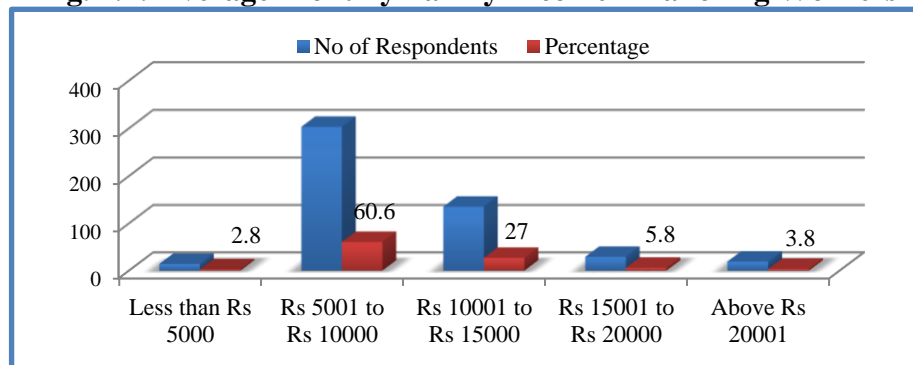 No of Respondents Percentage
400
300
200
100
0
2.8
60.6
27
5.8
3.8
Less than Rs
5000
Rs 5001 to
Rs 10000
Rs 10001 to
Rs 15000
Rs 15001 to
Rs 20000
Above Rs
20001